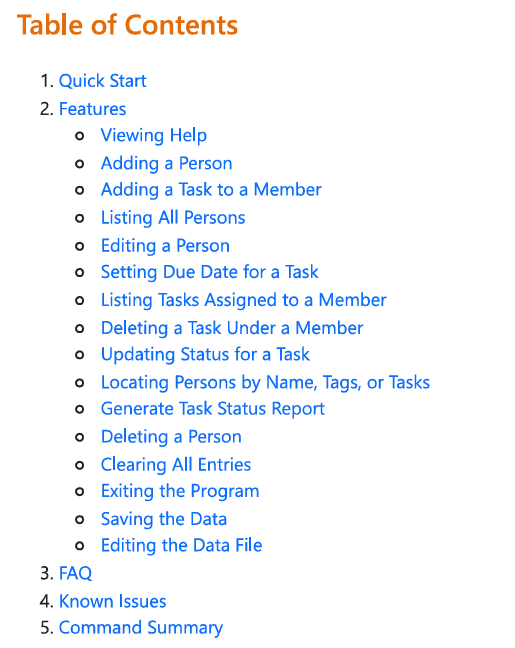 Table of Contents
1. Quick Start
2. Features
Viewing Help
Adding a Person
Adding a Task to a Member
Listing All Persons
Editing a Person
Setting Due Date for a Task
Listing Tasks Assigned to a Member
Deleting a Task Under a Member
Updating Status for a Task
Locating Persons by Name, Tags, or Tasks
Generate Task Status Report
Deleting a Person
Clearing All Entries
Exiting the Program
Saving the Data
Editing the Data File
3. FAQ
4. Known Issues
5. Command Summary